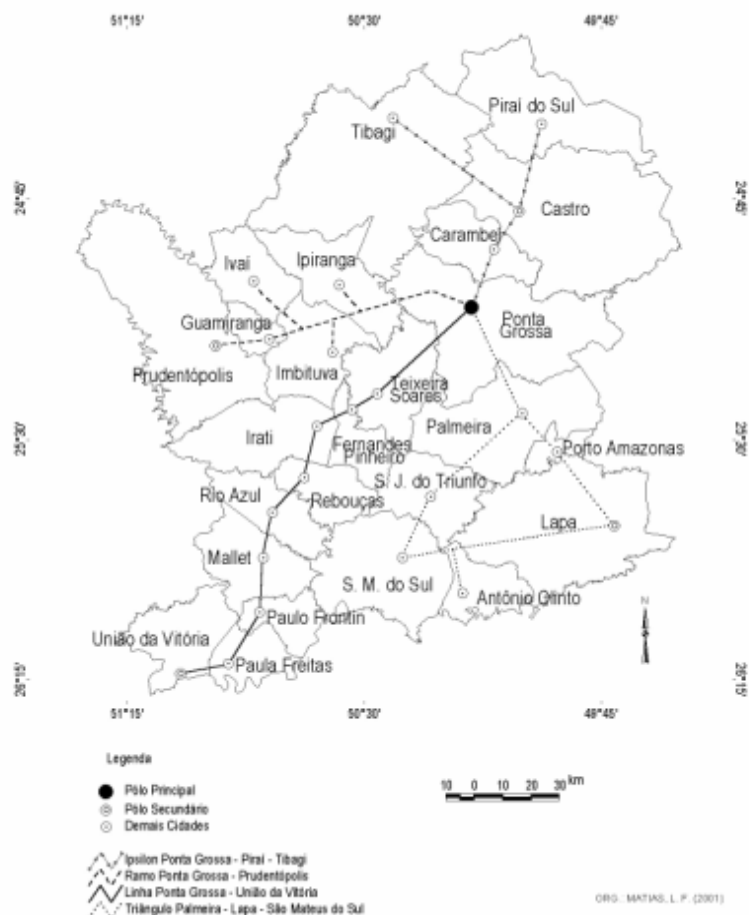 51°15' 50°30' 49°45'
Piraí do Sul
Tibagi
24°45' 24°45'
Castro
Carambeí
Ivaí
Ipiranga
Guamiranga
Ponta
Grossa
Prudentópolis
Imbituva
Teixeira
Soares
Palmeira
Irati
Fernandes
Pinheiro
25°30' 25°30'
Porto Amazonas
S. J. do Triunfo
Rio Azul
Rebouças
Lapa
Mallet
S. M. do Sul
Antônio Olinto
N
Paulo Frontin
União da Vitória
Paula Freitas
26°15' 26°15'
51°15' 50°30' 49°45'
Legenda
Pólo Principal
Pólo Secundário
Demais Cidades
10 0 10 20 30 km
Ipsilon Ponta Grossa - Piraí - Tibagi
Ramo Ponta Grossa - Prudentópolis
Linha Ponta Grossa - União da Vitória
Triângulo Palmeira - Lapa - São Mateus do Sul
ORG.: MATIAS, L. F. (2001)